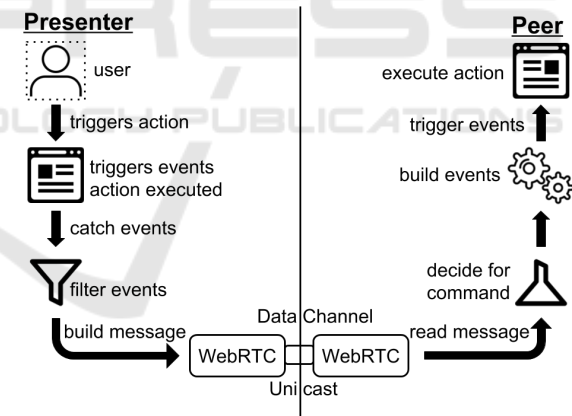 Presenter
user
triggers action
triggers events
action executed
catch events
filter events
build message
WebRTC
Data Channel
Unicast
WebRTC
read message
decide for
command
build events
trigger events
execute action
Peer